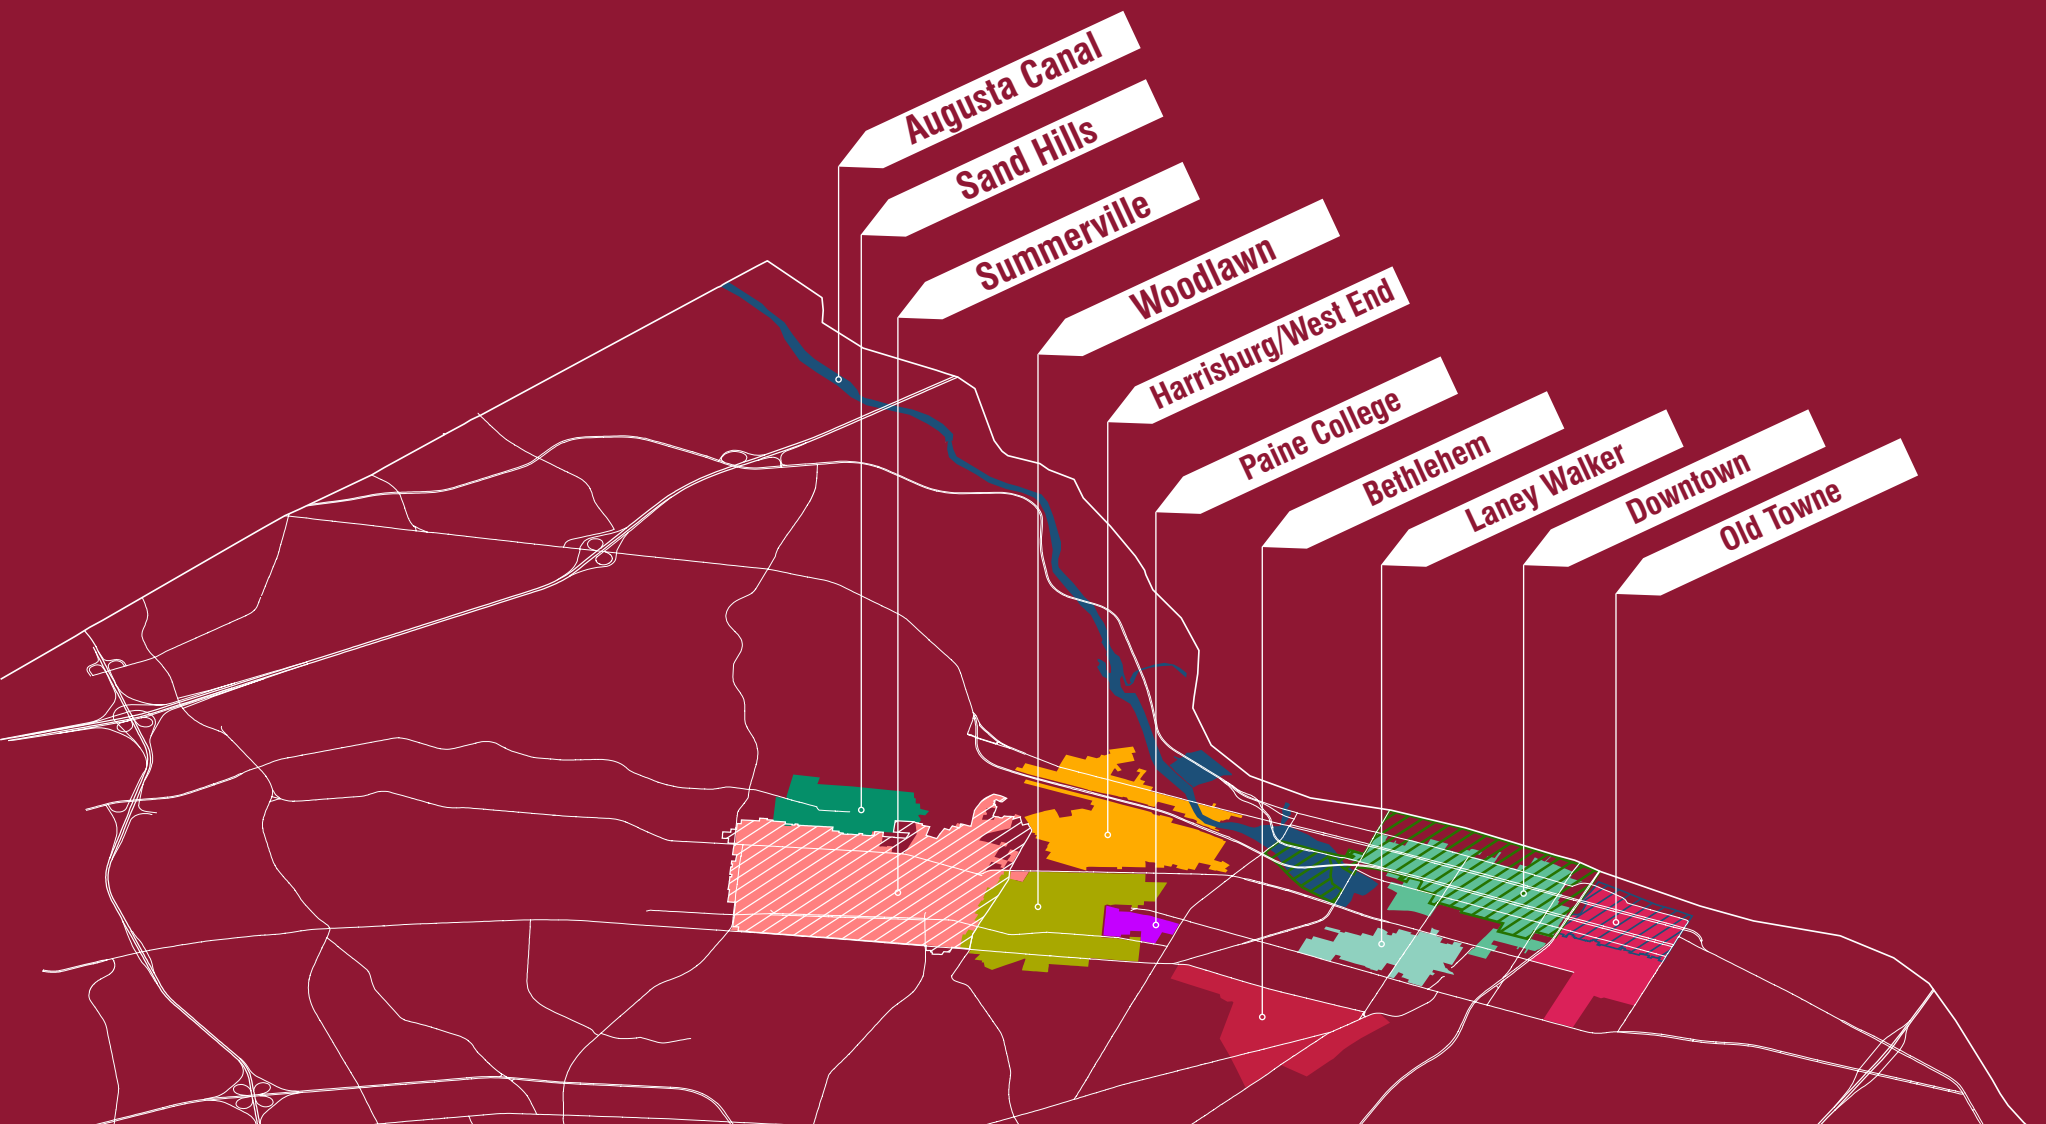 Augusta Canal
Sand Hills
Summerville
Woodlawn
Harrisburg/West End
Paine College
Bethlehem
Laney Walker
Downtown
Old Towne